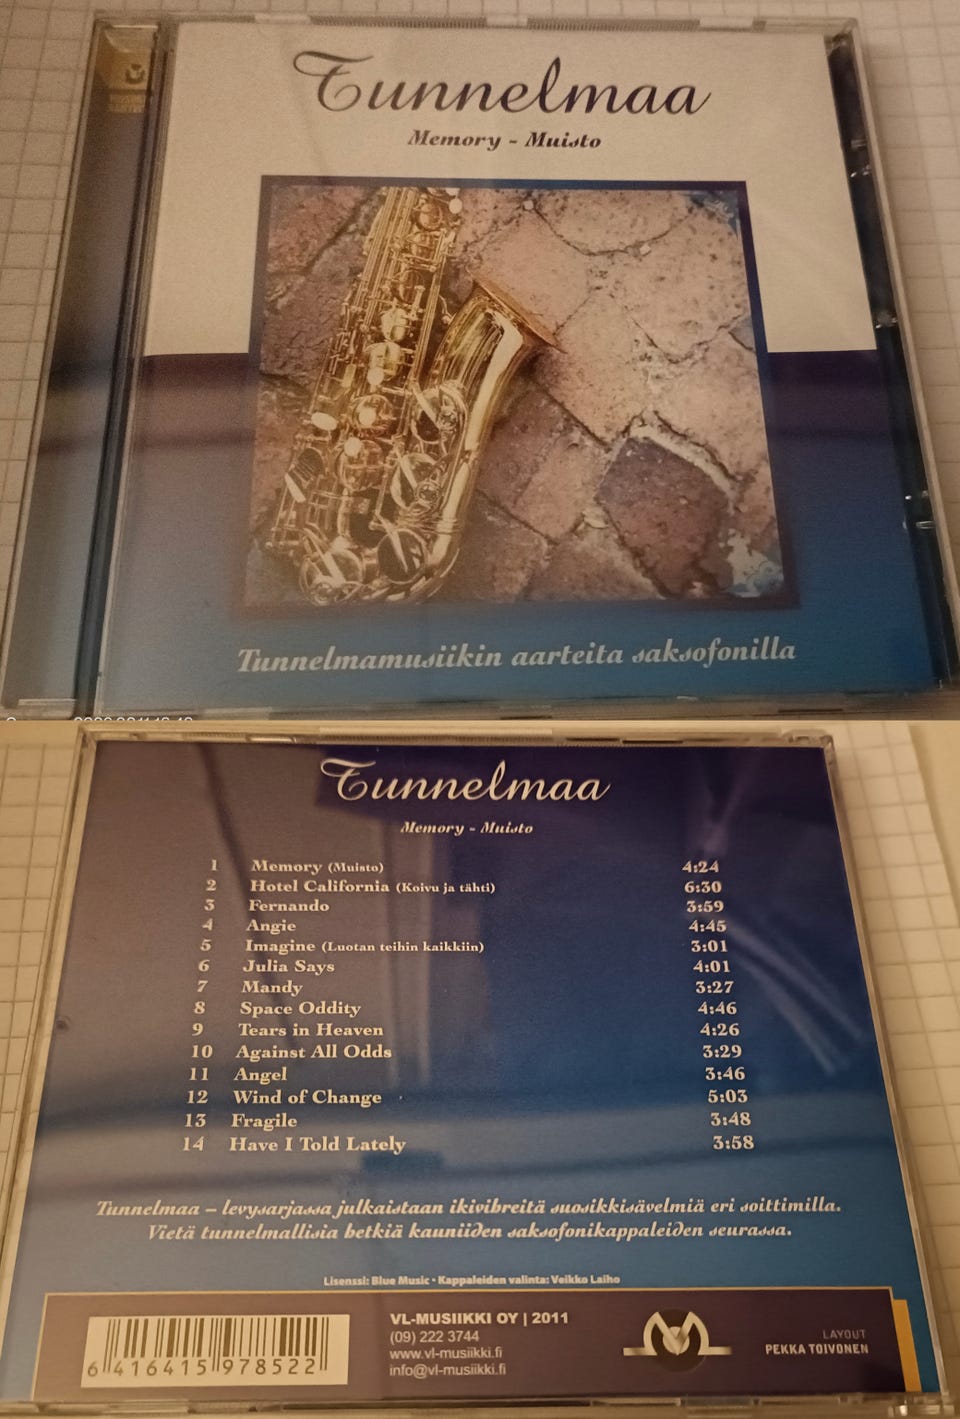 Tunnelmaa
Memory - Muisto
Tunnelmamusiikin aarteita saksofonilla
Tunnelmaa
Memory - Muisto
1 Memory (Muisto) 4:24
2 Hotel California (Koivu ja tähti) 6:30
3 Fernando 3:59
4 Angie 4:45
5 Imagine (Luotan teihin kaikkiin) 3:01
6 Julia Says 4:01
7 Mandy 3:27
8 Space Oddity 4:46
9 Tears in Heaven 4:26
10 Against All Odds 3:29
11 Angel 3:46
12 Wind of Change 5:03
13 Fragile 3:48
14 Have I Told Lately 3:58
Tunnelmaa – levysarjassa julkaistaan ikivihreitä suosikkisävelmiä eri soittimilla.
Vietä tunnelmallisia hetkiä kauniiden saksofonikappaleiden seurassa.
Lisenssi: Blue Music • Kappaleiden valinta: Veikko Laiho
VL-MUSIIKKI OY | 2011
(09) 222 3744
www.vl-musiikki.fi
info@vl-musiikki.fi
6 416415 978522
LAYOUT
PEKKA TOIVONEN